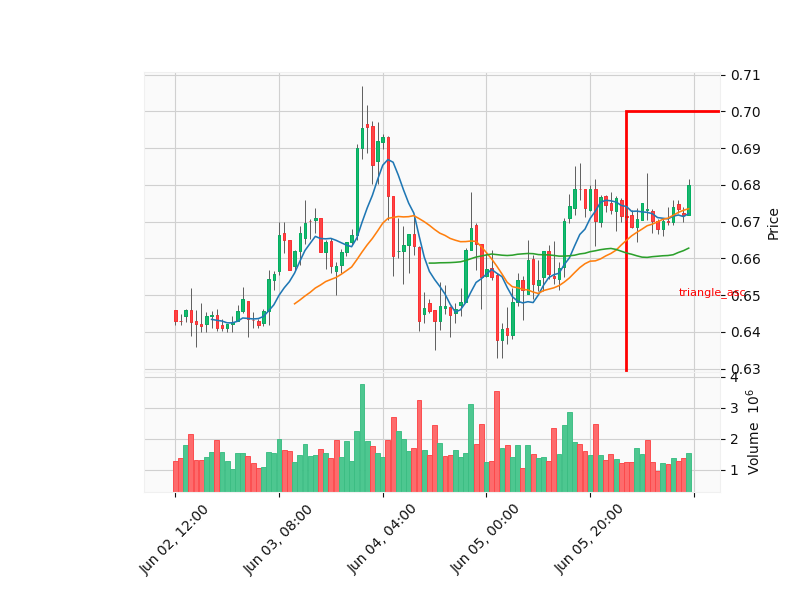 0.71
0.70
0.69
0.68
0.67
0.66
0.65
0.64
0.63
Price
triangle_asc
4
3
2
1
Volume 10^6
Jun 02, 12:00
Jun 03, 08:00
Jun 04, 04:00
Jun 05, 00:00
Jun 05, 20:00